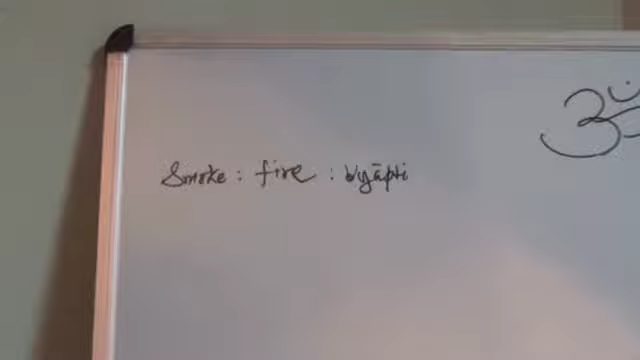 Smoke : fire : vyāpti
ॐ